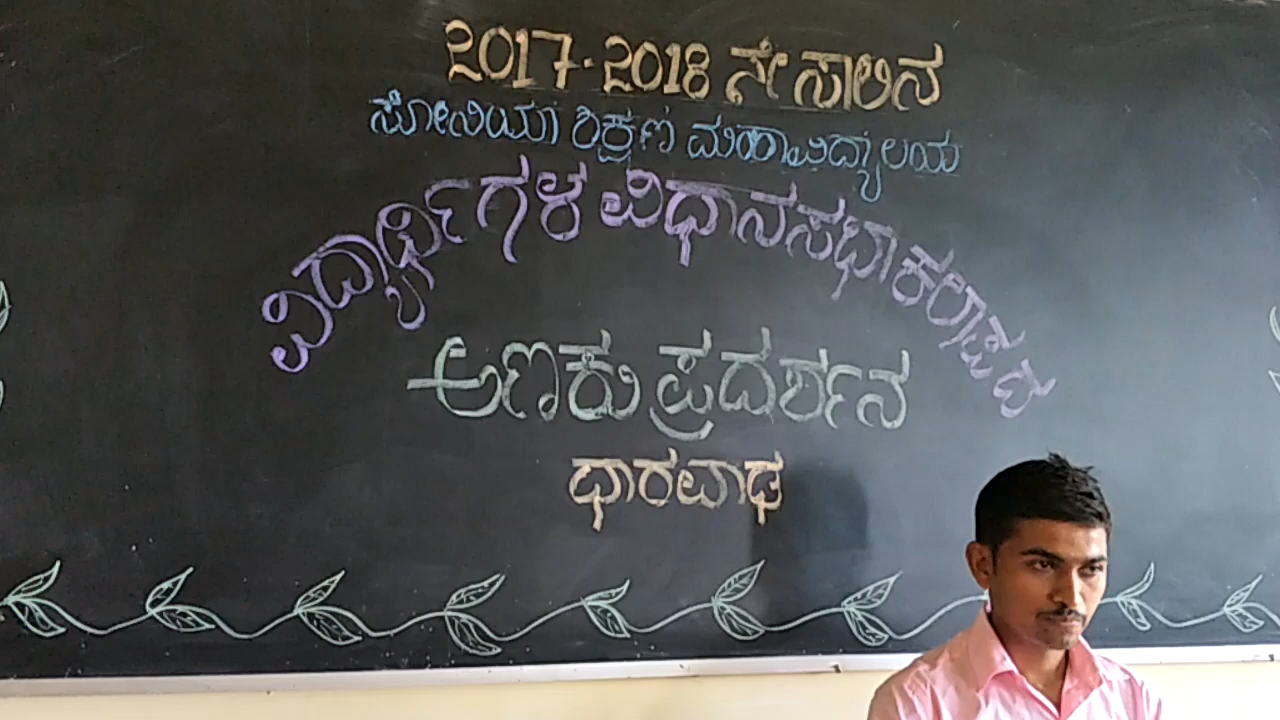 2017-2018 ನೇ ಸಾಲಿನ
ಸೋನಿಯಾ ಶಿಕ್ಷಣ ಮಹಾವಿದ್ಯಾಲಯ
ವಿದ್ಯಾರ್ಥಿಗಳ ವಿಧಾನಸಭಾ ಕಲಾಪದ
ಅಣಕು ಪ್ರದರ್ಶನ
ಧಾರವಾಡ